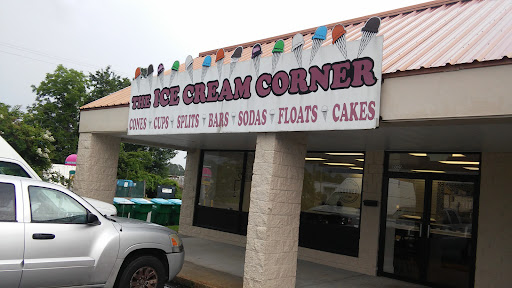 THE ICE CREAM CORNER
CONES CUPS SPLITS BARS SODAS FLOATS CAKES